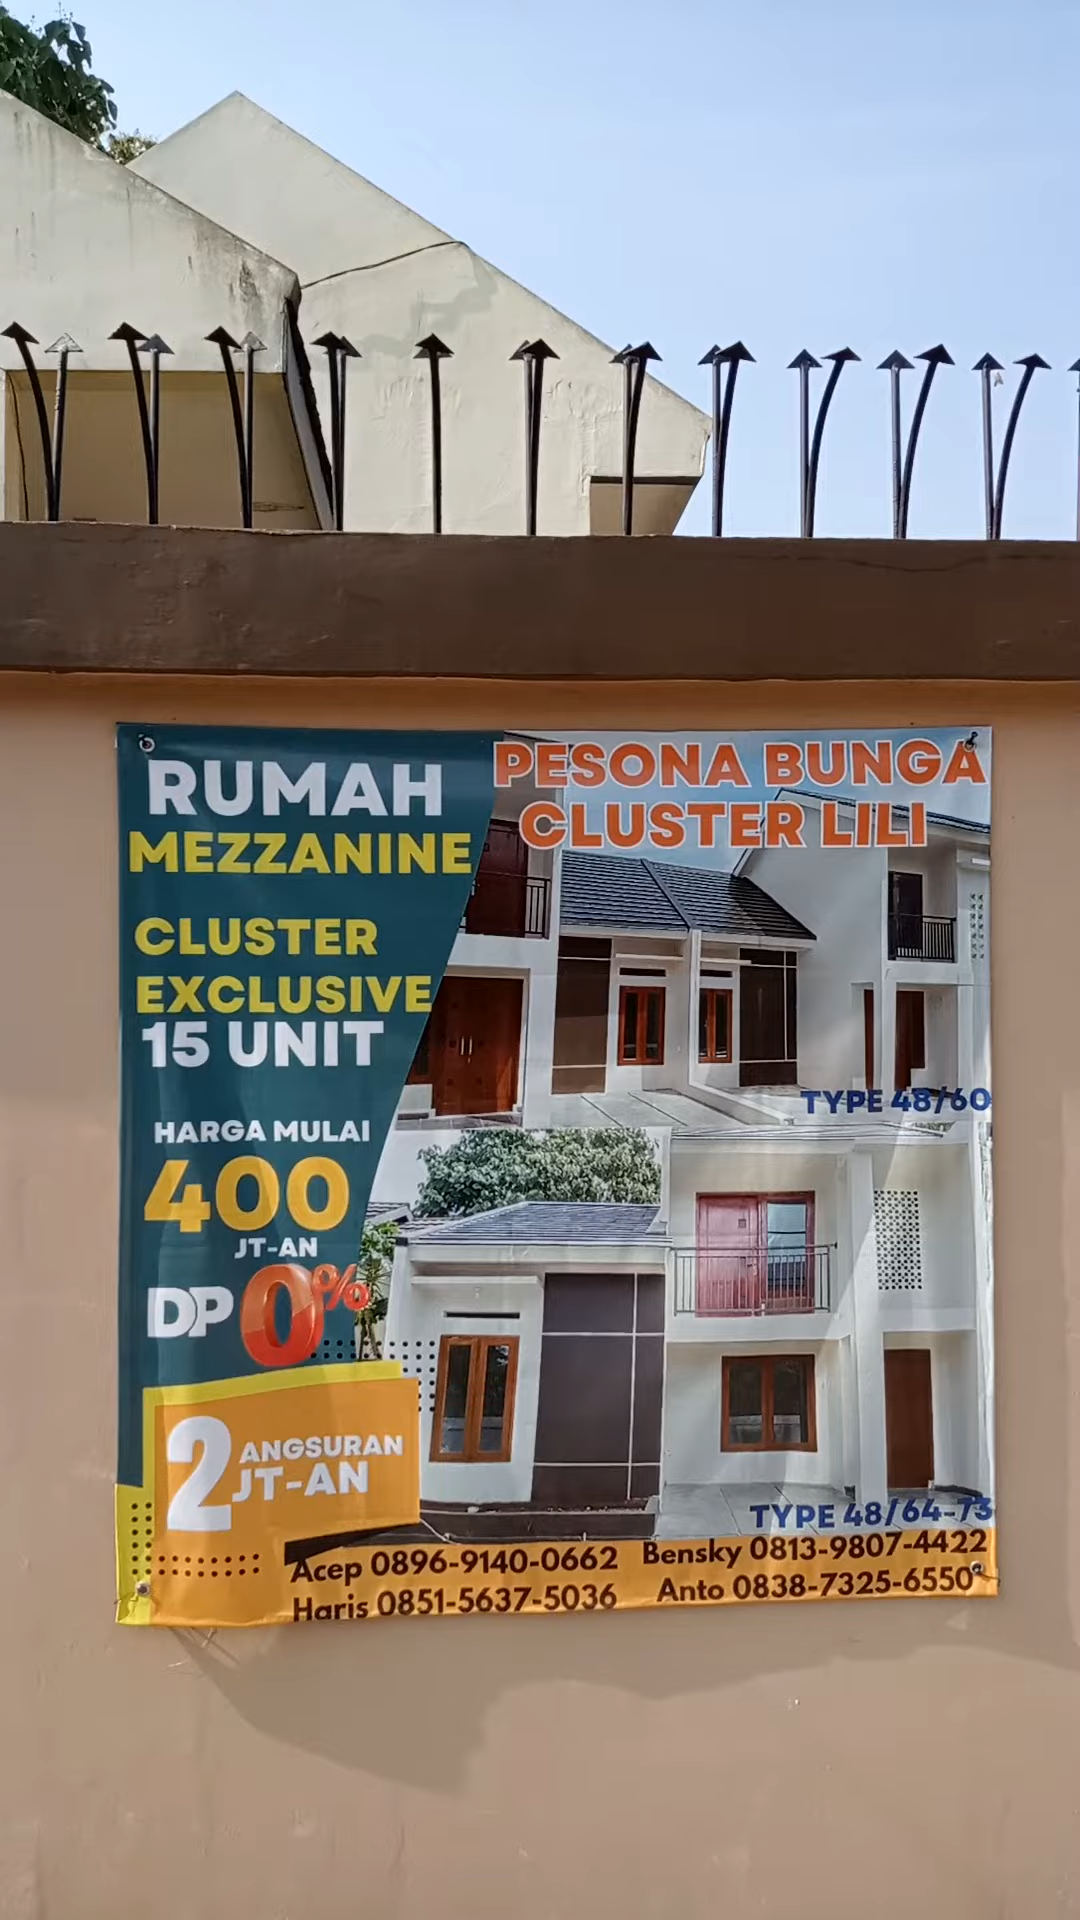 RUMAH
MEZZANINE
CLUSTER
EXCLUSIVE
15 UNIT
HARGA MULAI
400
JT-AN
DP 0%
2 ANGSURAN
JT-AN
PESONA BUNGA
CLUSTER LILI
TYPE 48/60
TYPE 48/64-73
Acep 0896-9140-0662 Bensky 0813-9807-4422
Haris 0851-5637-5036 Anto 0838-7325-6550